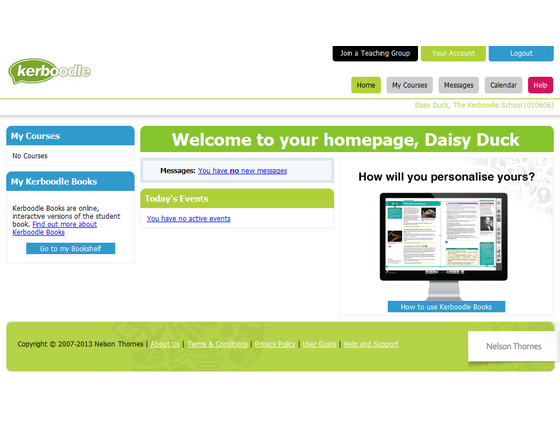 Join a Teaching Group
Your Account
Logout
kerboodle
Home
My Courses
Messages
Calendar
Help
Daisy Duck, The Kerboodle School (010606)
My Courses
No Courses
My Kerboodle Books
Kerboodle Books are online,
interactive versions of the student
book. Find out more about
Kerboodle Books
Go to my Bookshelf
Welcome to your homepage, Daisy Duck
Messages: You have no new messages
Today's Events
You have no active events
How will you personalise yours?
How to use Kerboodle Books
Copyright © 2007-2013 Nelson Thornes | About Us | Terms & Conditions | Privacy Policy | User Guide | Help and Support
Nelson Thornes